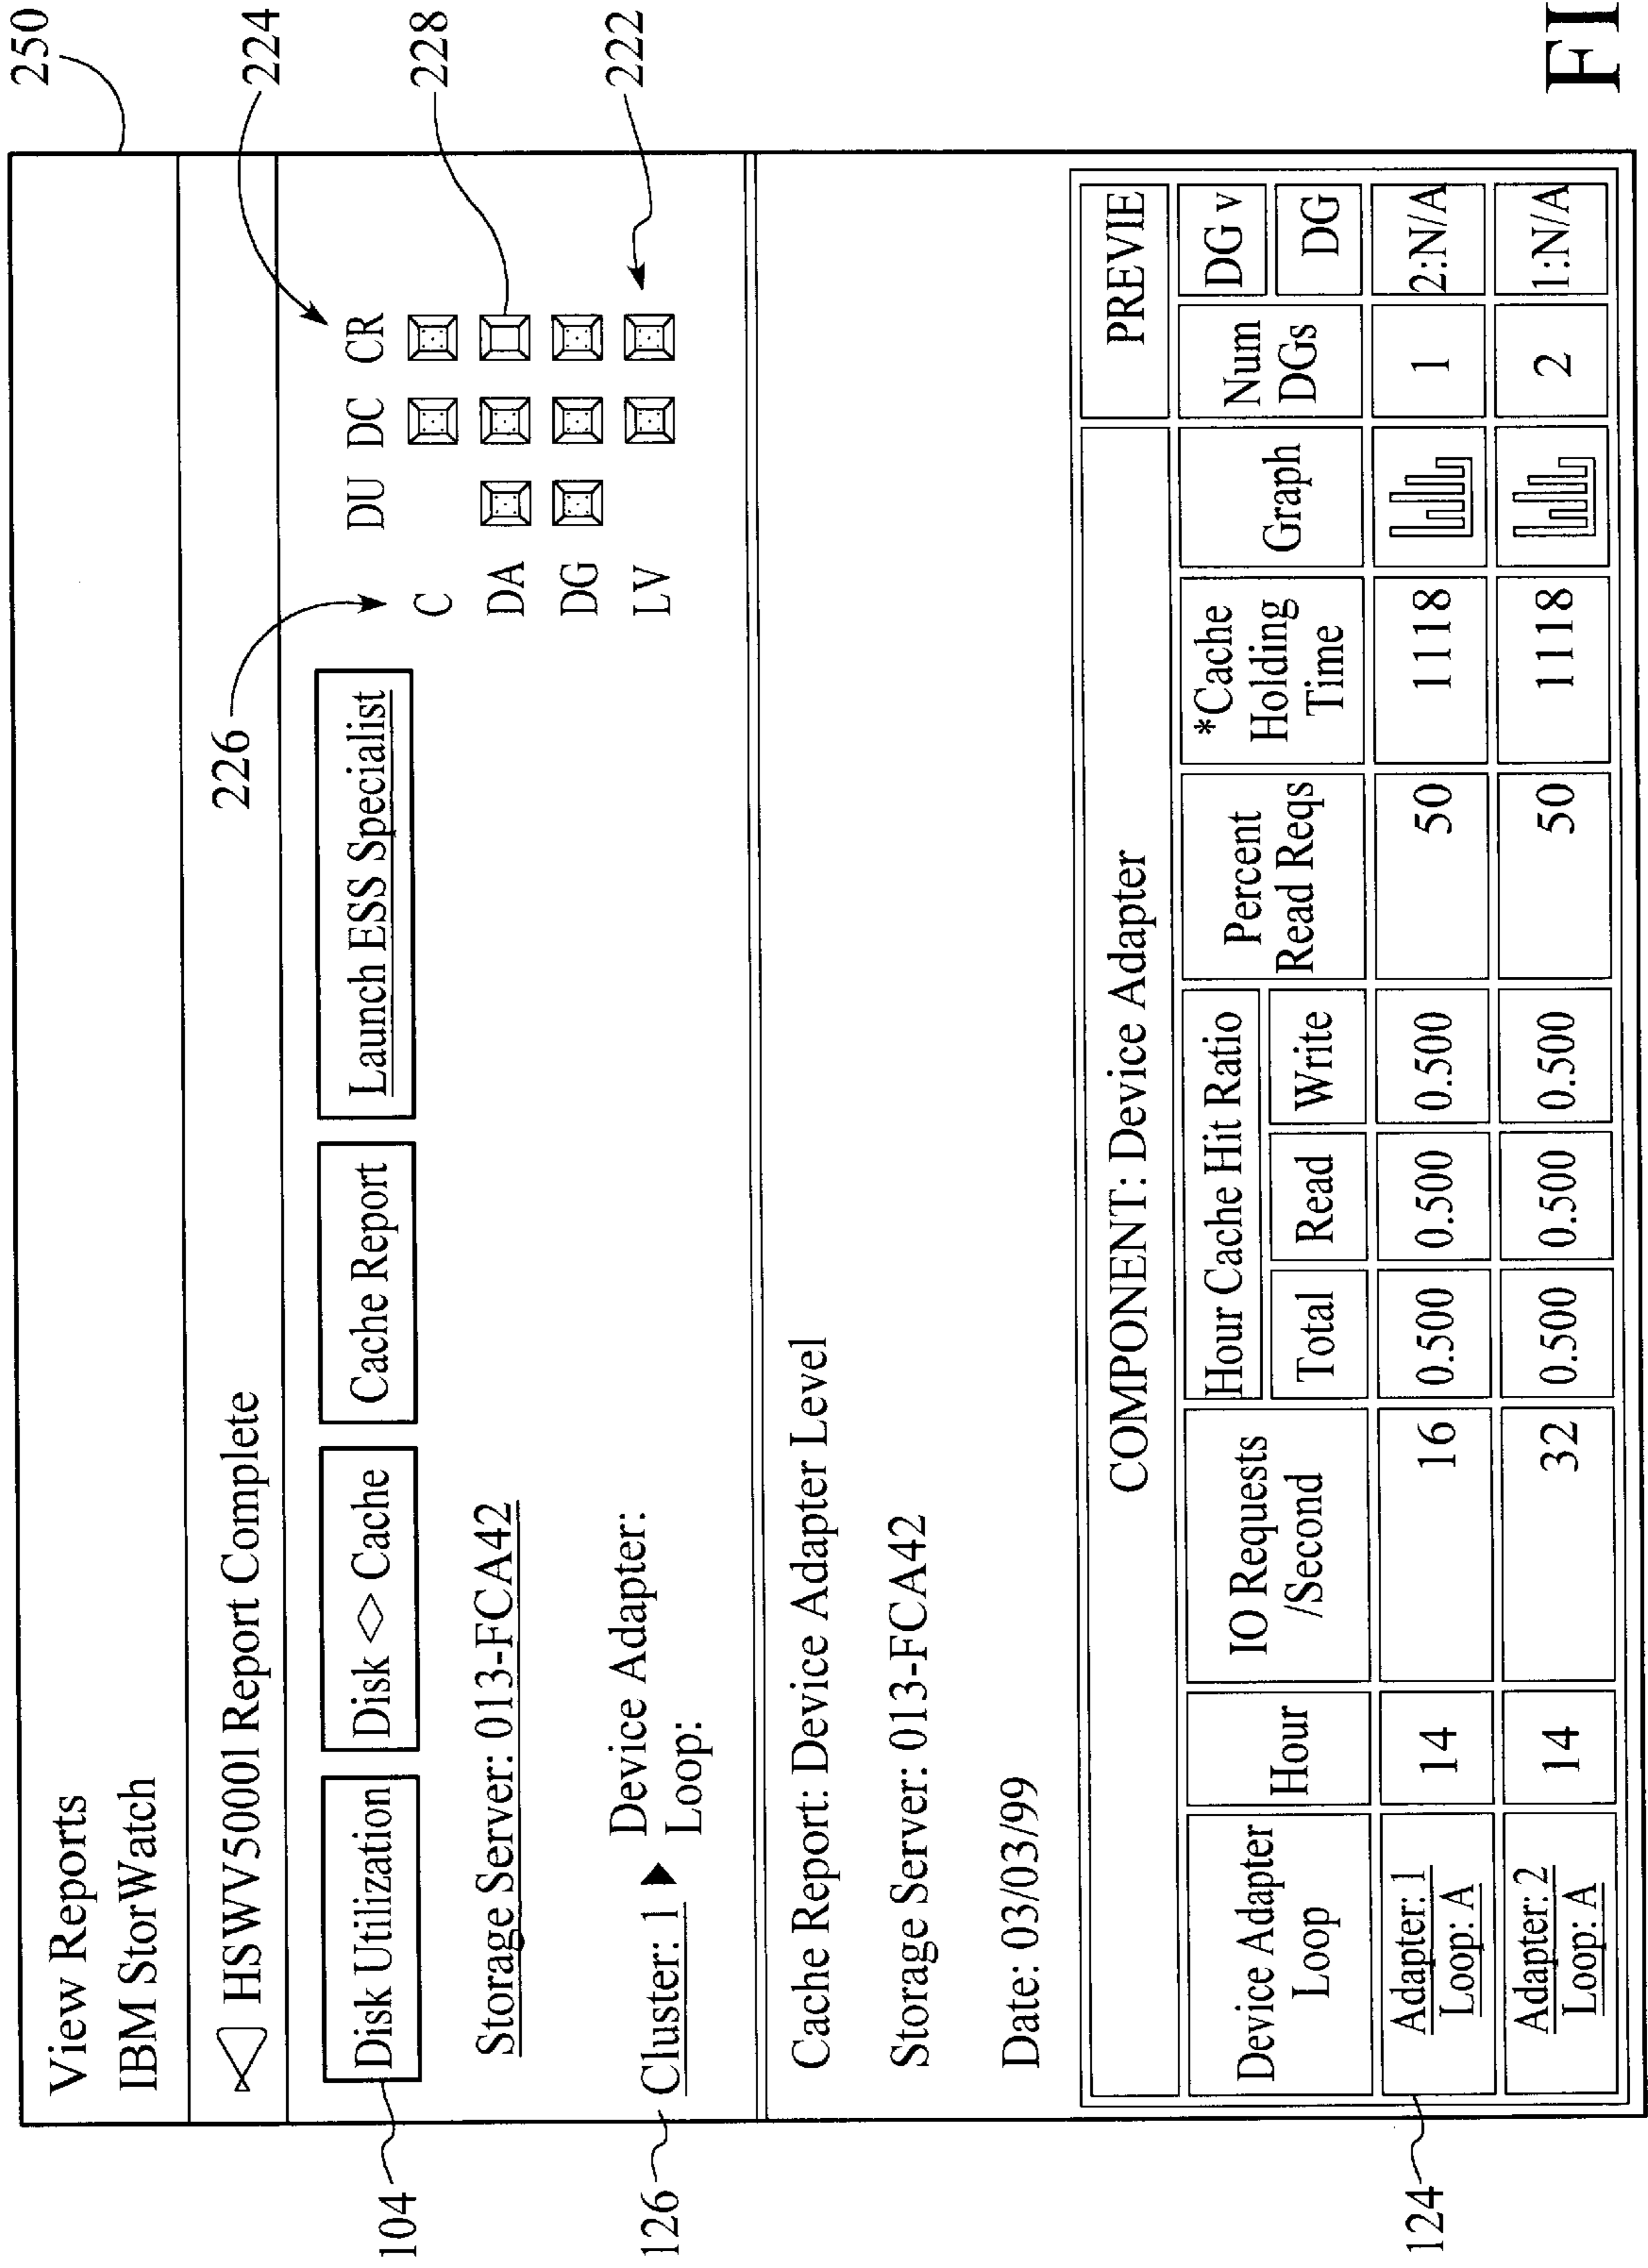 250
View Reports
IBM StorWatch
HSWV5000l Report Complete
224
226
Disk Utilization
Disk <> Cache
Cache Report
Launch ESS Specialist
DU DC CR
C
DA
DG
LV
228
222
104
Storage Server: 013-FCA42
126
Cluster: 1 ▶ Device Adapter:
Loop:
Cache Report: Device Adapter Level
Storage Server: 013-FCA42
Date: 03/03/99
COMPONENT: Device Adapter
PREVIE
Device Adapter
Loop
Hour
IO Requests
/Second
Hour Cache Hit Ratio
Total Read Write
Percent
Read Reqs
*Cache
Holding
Time
Graph
Num
DGs
DG v
DG
124
Adapter: 1
Loop: A
14 16 0.500 0.500 0.500 50 1118 1 2:N/A
Adapter: 2
Loop: A
14 32 0.500 0.500 0.500 50 1118 2 1:N/A
FI